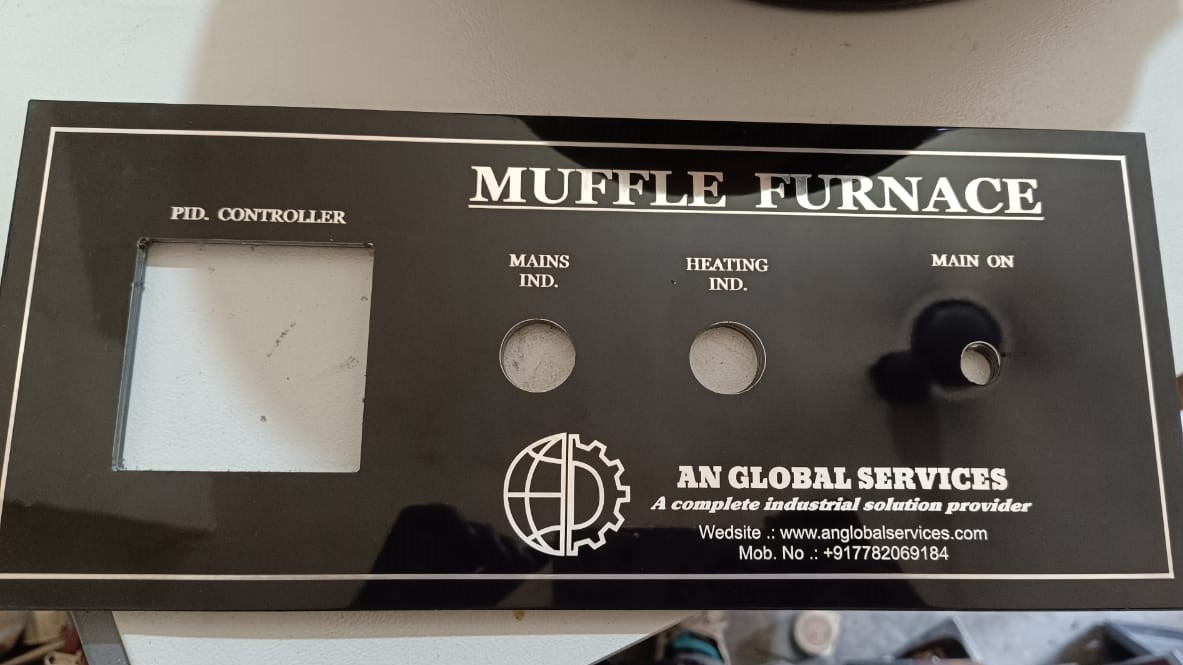 MUFFLE FURNACE
PID. CONTROLLER
MAINS
IND.
HEATING
IND.
MAIN ON
AN GLOBAL SERVICES
A complete industrial solution provider
Wedsite .: www.anglobalservices.com
Mob. No .: +917782069184